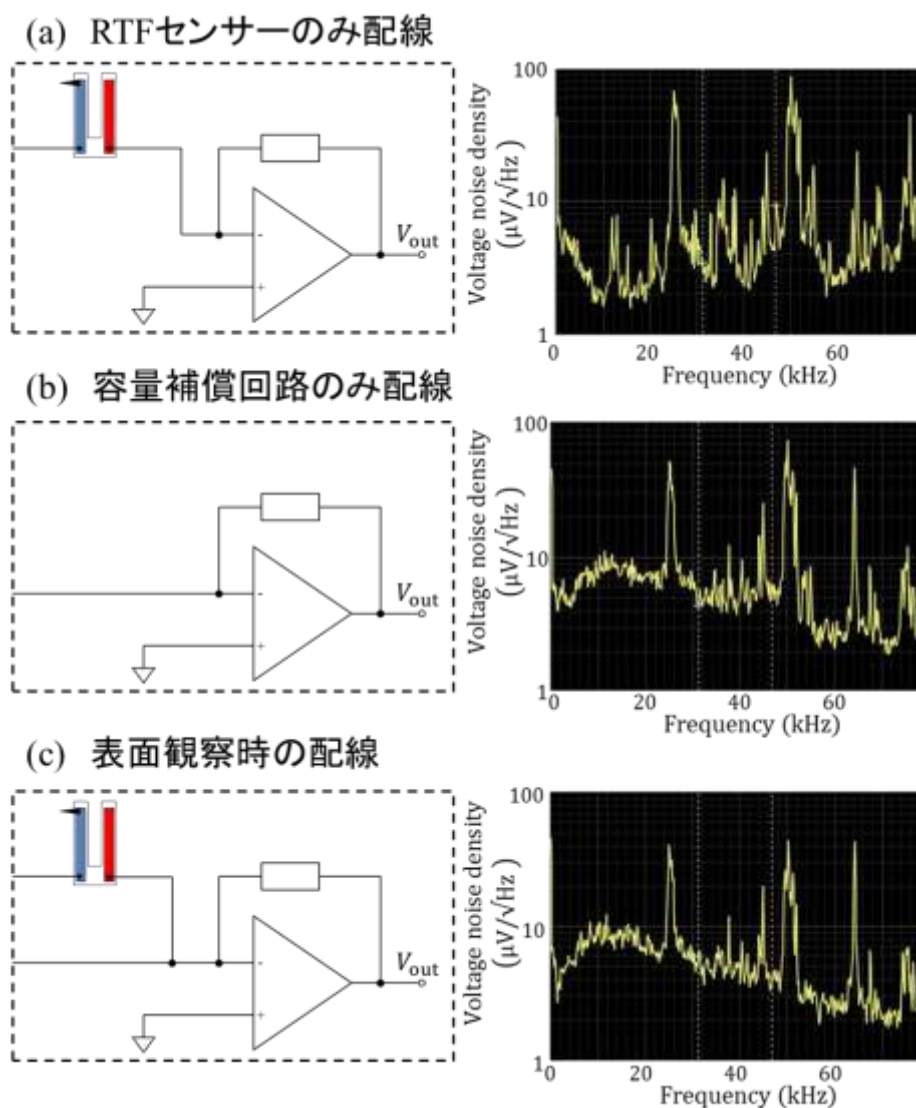 (a) RTFセンサーのみ配線
-
+
Vout
Voltage noise density
(μV/√Hz)
100
10
1
0 20 40 60
Frequency (kHz)
(b) 容量補償回路のみ配線
-
+
Vout
Voltage noise density
(μV/√Hz)
100
10
1
0 20 40 60
Frequency (kHz)
(c) 表面観察時の配線
-
+
Vout
Voltage noise density
(μV/√Hz)
100
10
1
0 20 40 60
Frequency (kHz)